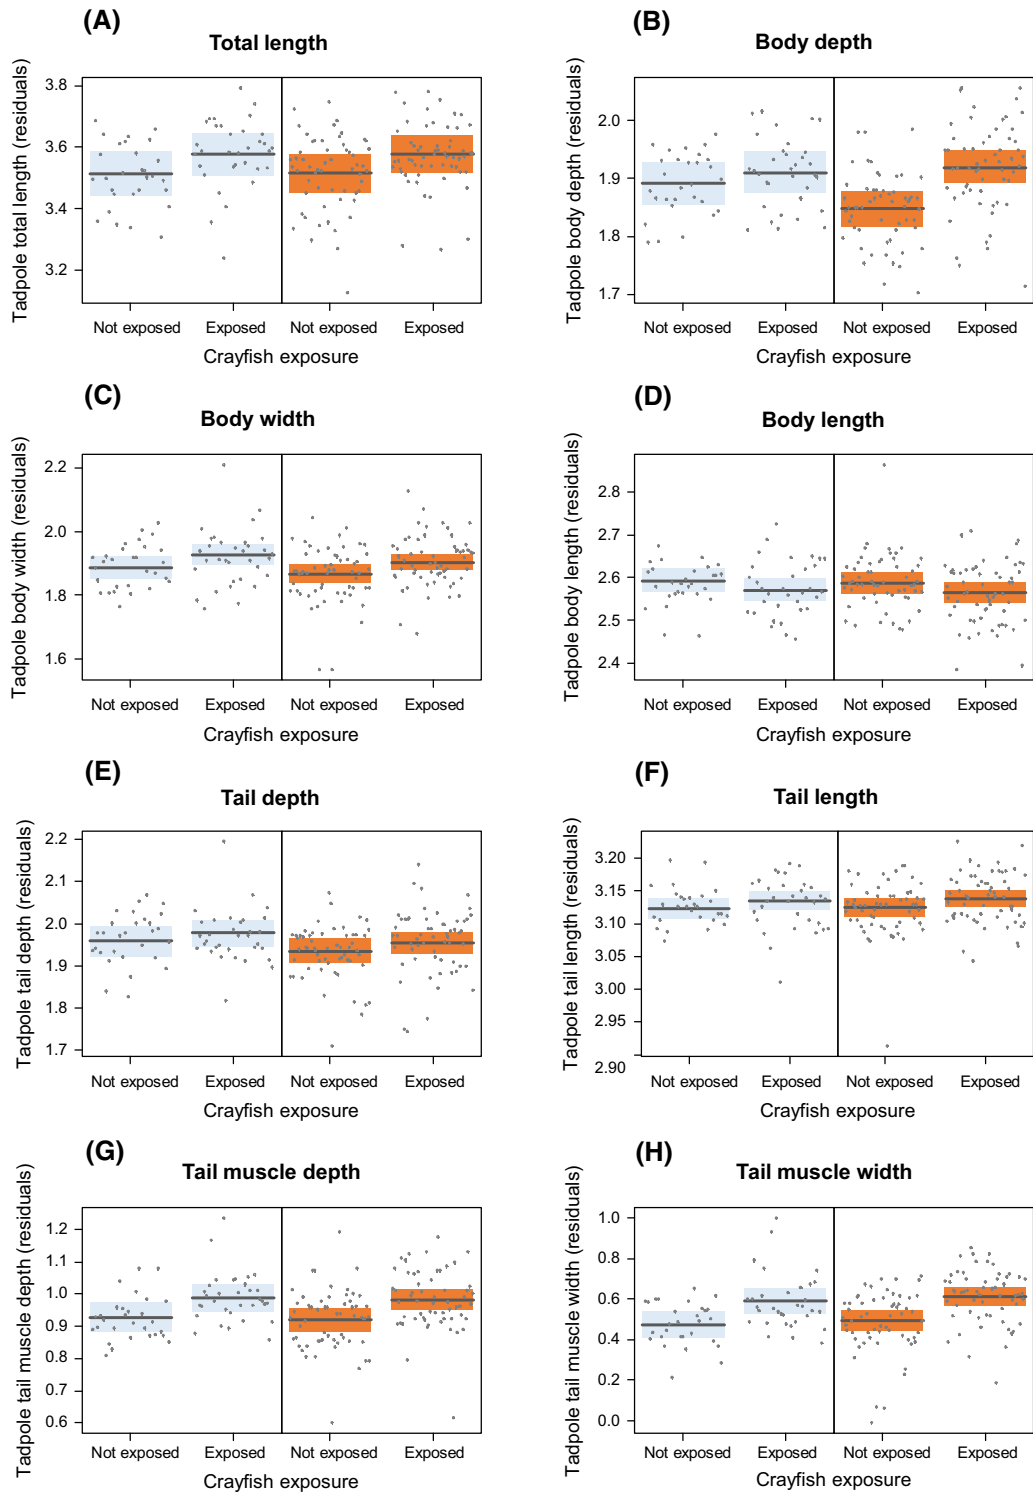 (A)
Total length
Tadpole total length (residuals)
3.8
3.6
3.4
3.2
Not exposed Exposed Not exposed Exposed
Crayfish exposure
(B)
Body depth
Tadpole body depth (residuals)
2.0
1.9
1.8
1.7
Not exposed Exposed Not exposed Exposed
Crayfish exposure
(C)
Body width
Tadpole body width (residuals)
2.2
2.0
1.8
1.6
Not exposed Exposed Not exposed Exposed
Crayfish exposure
(D)
Body length
Tadpole body length (residuals)
2.8
2.7
2.6
2.5
2.4
Not exposed Exposed Not exposed Exposed
Crayfish exposure
(E)
Tail depth
Tadpole tail depth (residuals)
2.2
2.1
2.0
1.9
1.8
1.7
Not exposed Exposed Not exposed Exposed
Crayfish exposure
(F)
Tail length
Tadpole tail length (residuals)
3.20
3.15
3.10
3.05
3.00
2.95
2.90
Not exposed Exposed Not exposed Exposed
Crayfish exposure
(G)
Tail muscle depth
Tadpole tail muscle depth (residuals)
1.2
1.1
1.0
0.9
0.8
0.7
0.6
Not exposed Exposed Not exposed Exposed
Crayfish exposure
(H)
Tail muscle width
Tadpole tail muscle width (residuals)
1.0
0.8
0.6
0.4
0.2
0.0
Not exposed Exposed Not exposed Exposed
Crayfish exposure